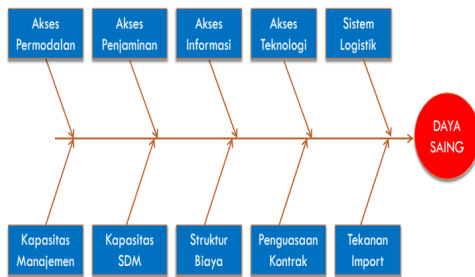 Akses
Permodalan
Akses
Penjaminan
Akses
Informasi
Akses
Teknologi
Sistem
Logistik
DAYA
SAING
Kapasitas
Manajemen
Kapasitas
SDM
Struktur
Biaya
Penguasaan
Kontrak
Tekanan
Import